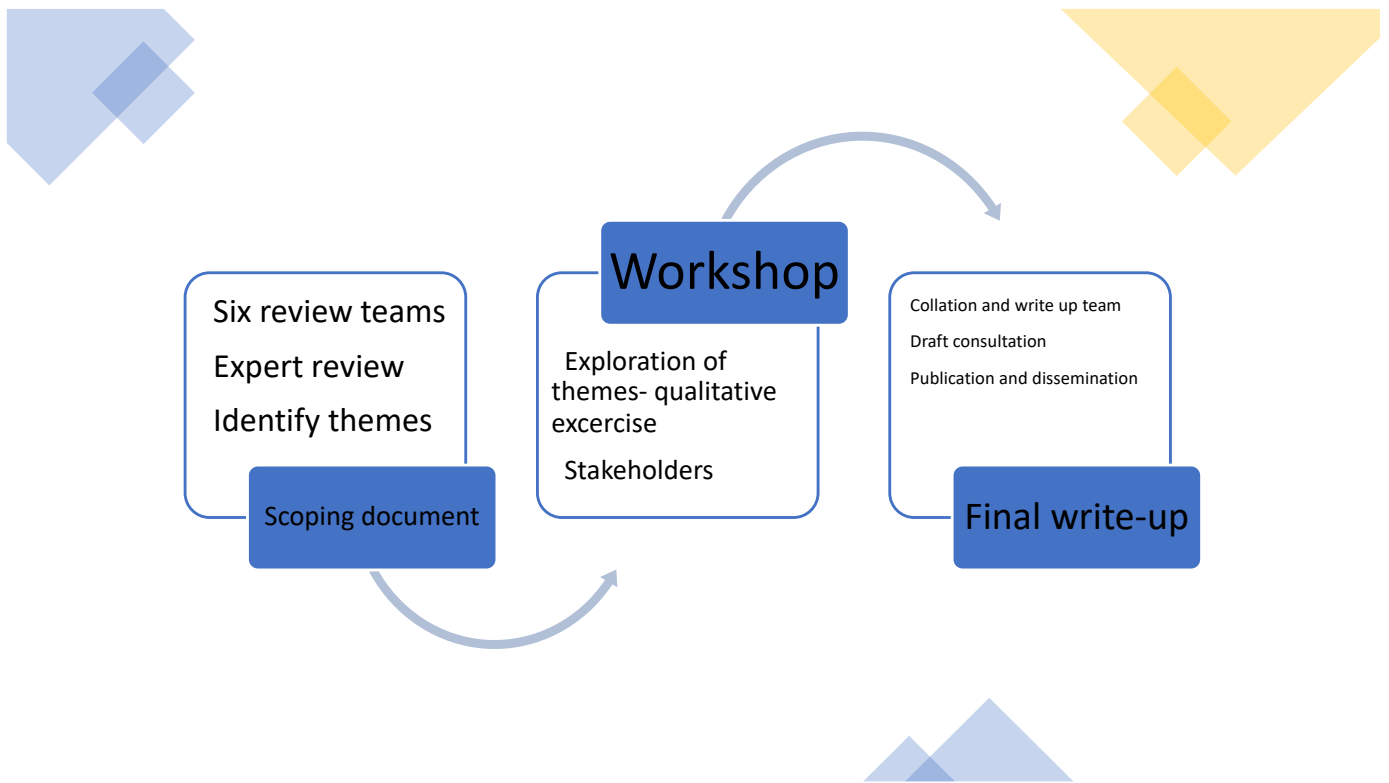 Six review teams
Expert review
Identify themes
Scoping document
Workshop
Exploration of
themes- qualitative
excercise
Stakeholders
Collation and write up team
Draft consultation
Publication and dissemination
Final write-up